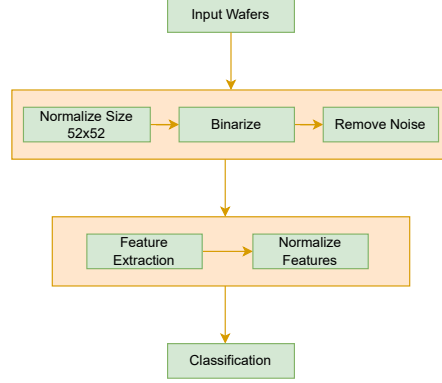 Input Wafers
Normalize Size
52x52
Binarize
Remove Noise
Feature
Extraction
Normalize
Features
Classification